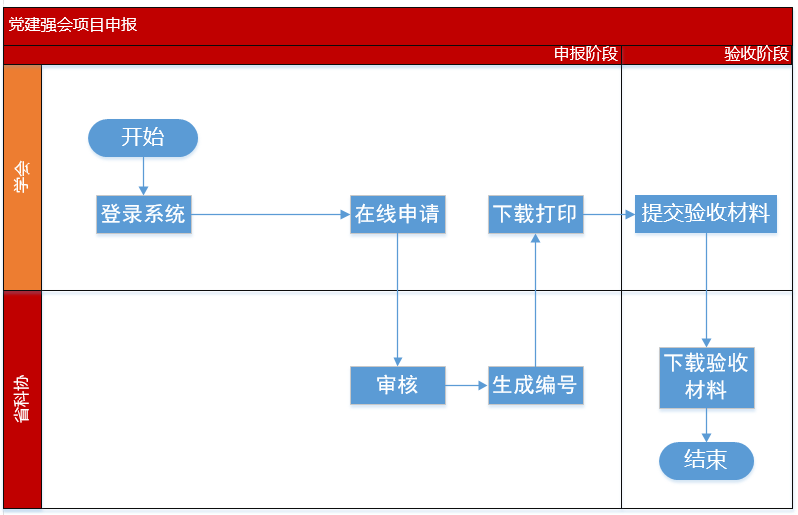 党建强会项目申报
申报阶段
验收阶段
学会
开始
登录系统
在线申请
下载打印
提交验收材料
省科协
审核
生成编号
下载验收
材料
结束